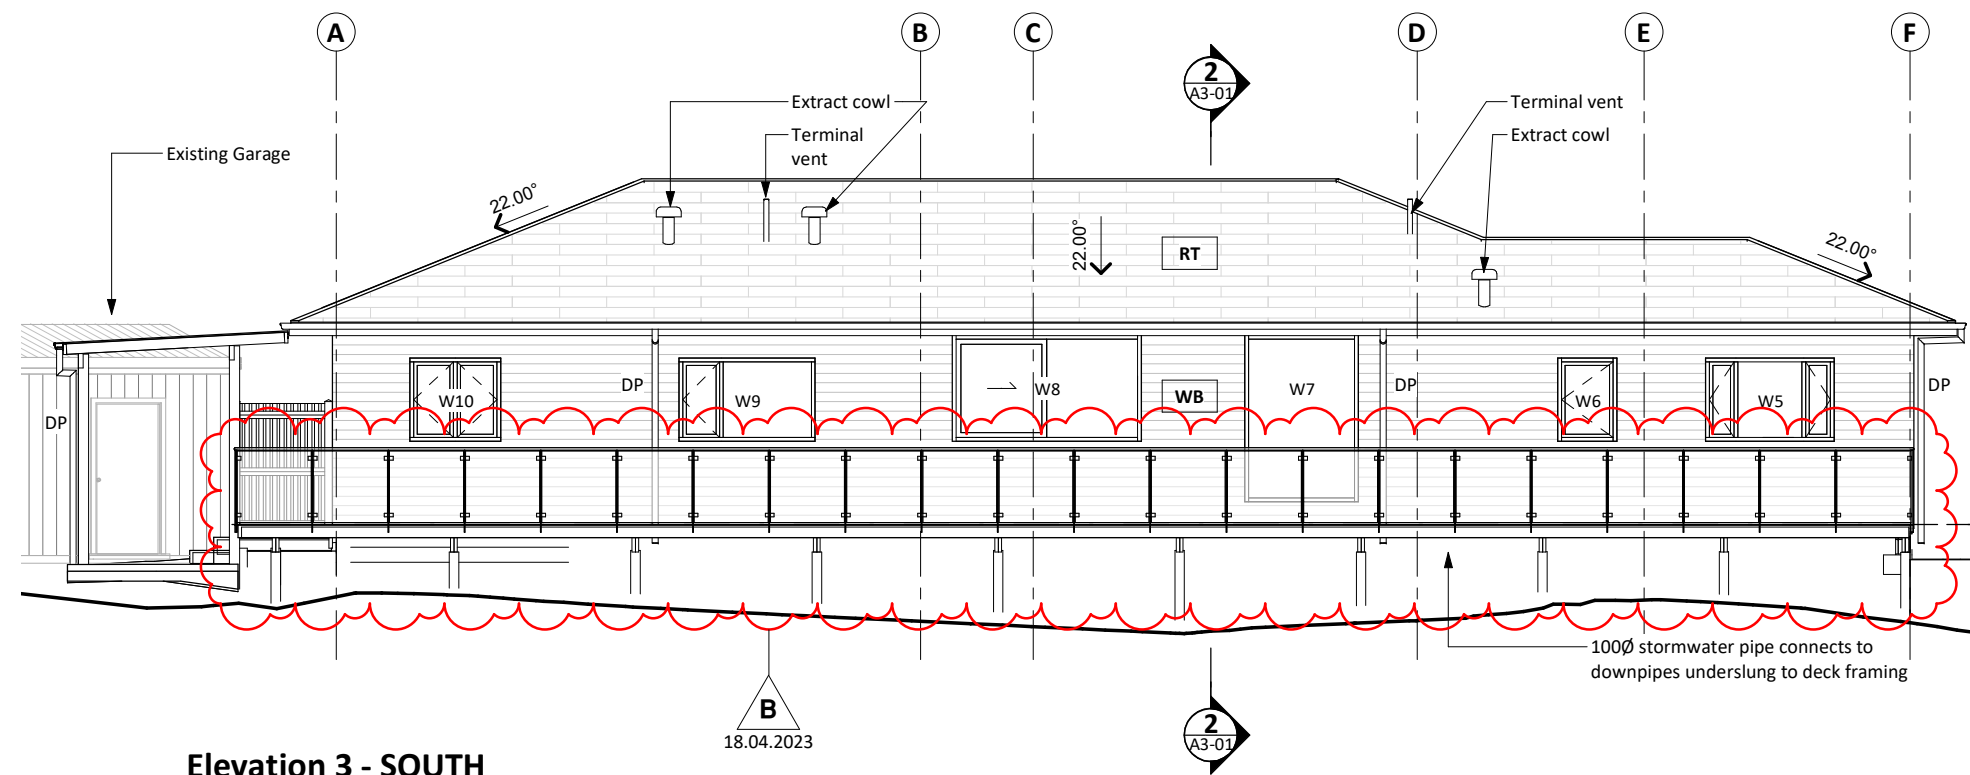 A
B
C
D
E
F
2
A3-01
Extract cowl
Terminal vent
Terminal
vent
Extract cowl
Existing Garage
22.00°
22.00°
22.00°
RT
DP
W10
DP
W9
W8
WB
W7
DP
W6
W5
DP
100Ø stormwater pipe connects to
downpipes underslung to deck framing
B
18.04.2023
2
A3-01
Elevation 3 - SOUTH